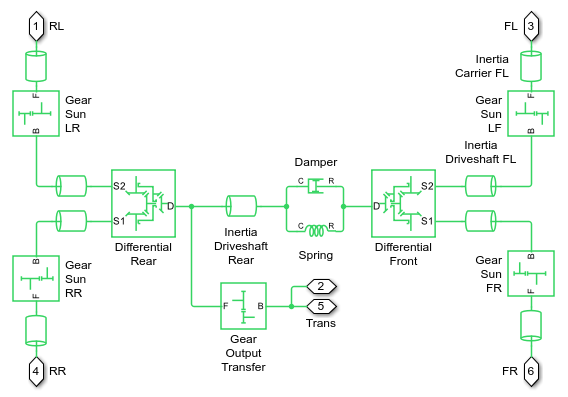 1 RL
FL 3
Inertia
Carrier FL
F
Gear
Sun
LR
B
F
Gear
Sun
LF
B
Inertia
Driveshaft FL
Damper
C R
S2
S1
D
Differential
Rear
Inertia
Driveshaft
Rear
C R
Spring
D
S2
S1
Differential
Front
B
Gear
Sun
RR
F
B
Gear
Sun
FR
F
2
5
Trans
F B
Gear
Output
Transfer
4 RR
FR 6